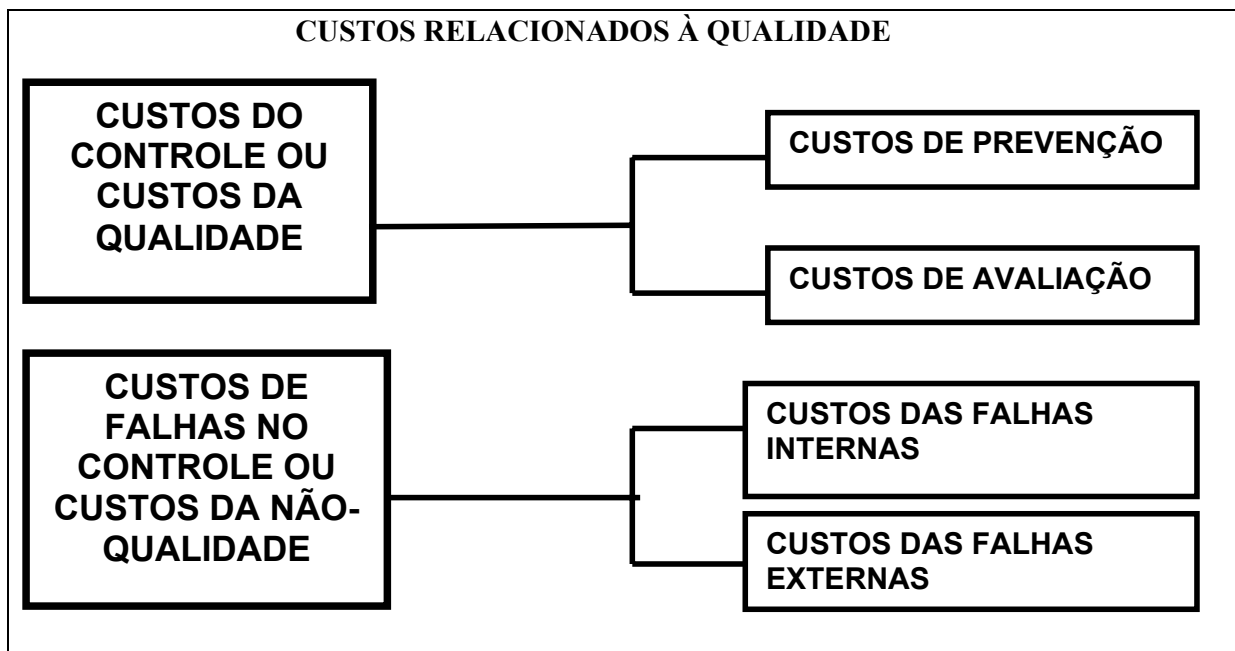 CUSTOS RELACIONADOS À QUALIDADE
CUSTOS DO
CONTROLE OU
CUSTOS DA
QUALIDADE
CUSTOS DE PREVENÇÃO
CUSTOS DE AVALIAÇÃO
CUSTOS DE
FALHAS NO
CONTROLE OU
CUSTOS DA NÃO-
QUALIDADE
CUSTOS DAS FALHAS
INTERNAS
CUSTOS DAS FALHAS
EXTERNAS